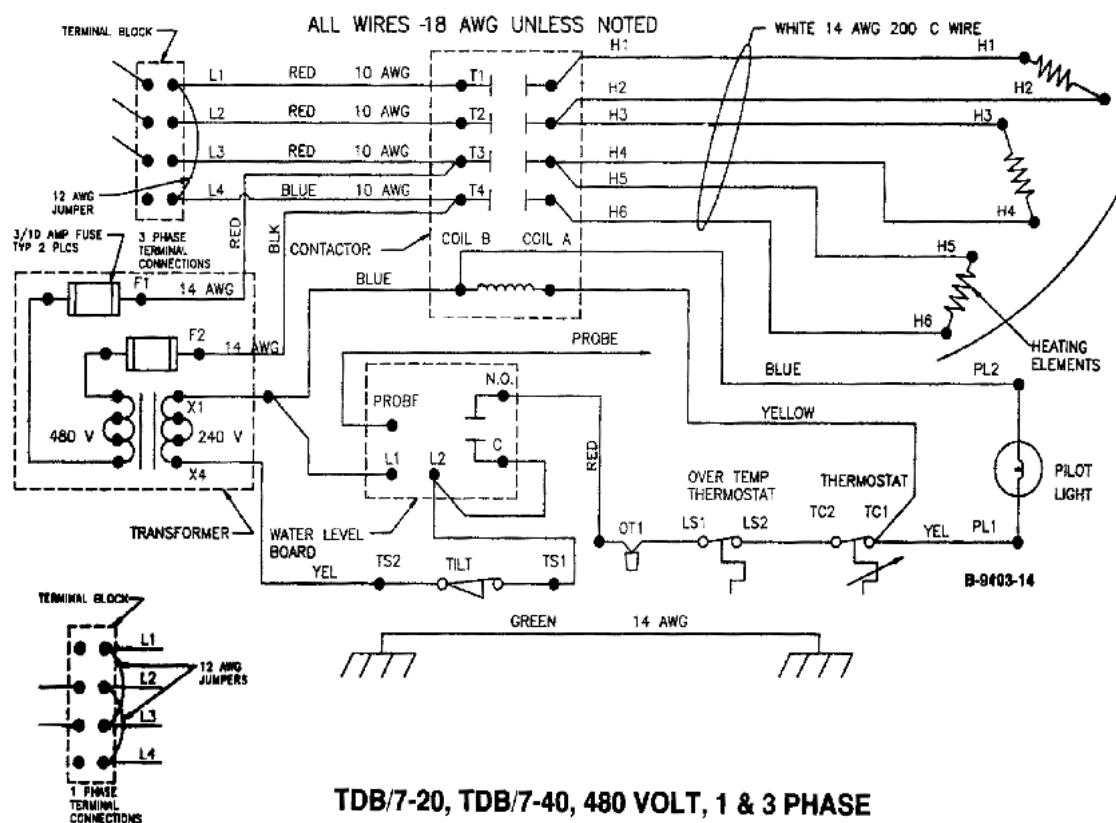 ALL WIRES -18 AWG UNLESS NOTED
TERMINAL BLOCK
WHITE 14 AWG 200 C WIRE
L1 RED 10 AWG T1 H1 H1
L2 RED 10 AWG T2 H2 H2
H3 H3
L3 RED 10 AWG T3 H4
H5
L4 BLUE 10 AWG T4 H6 H4
12 AWG
JUMPER
3/10 AMP FUSE
TYP 2 PLCS
3 PHASE
TERMINAL
CONNECTIONS
RED
BLK
CONTACTOR
COIL B COIL A
H5
F1 14 AWG
BLUE
H6
F2 14 AWG
PROBE
HEATING
ELEMENTS
BLUE PL2
N.O.
PROBE
X1
YELLOW
480 V 240 V
C
RED
L1 L2
X4
OVER TEMP
THERMOSTAT
THERMOSTAT
PILOT
LIGHT
TRANSFORMER
WATER LEVEL
BOARD
OT1 LS1 LS2 TC2 TC1 YEL PL1
YEL TS2 TILT TS1
B-9403-14
TERMINAL BLOCK
GREEN 14 AWG
L1
12 AWG
JUMPERS
L2
L3
L4
1 PHASE
TERMINAL
CONNECTIONS
TDB/7-20, TDB/7-40, 480 VOLT, 1 & 3 PHASE